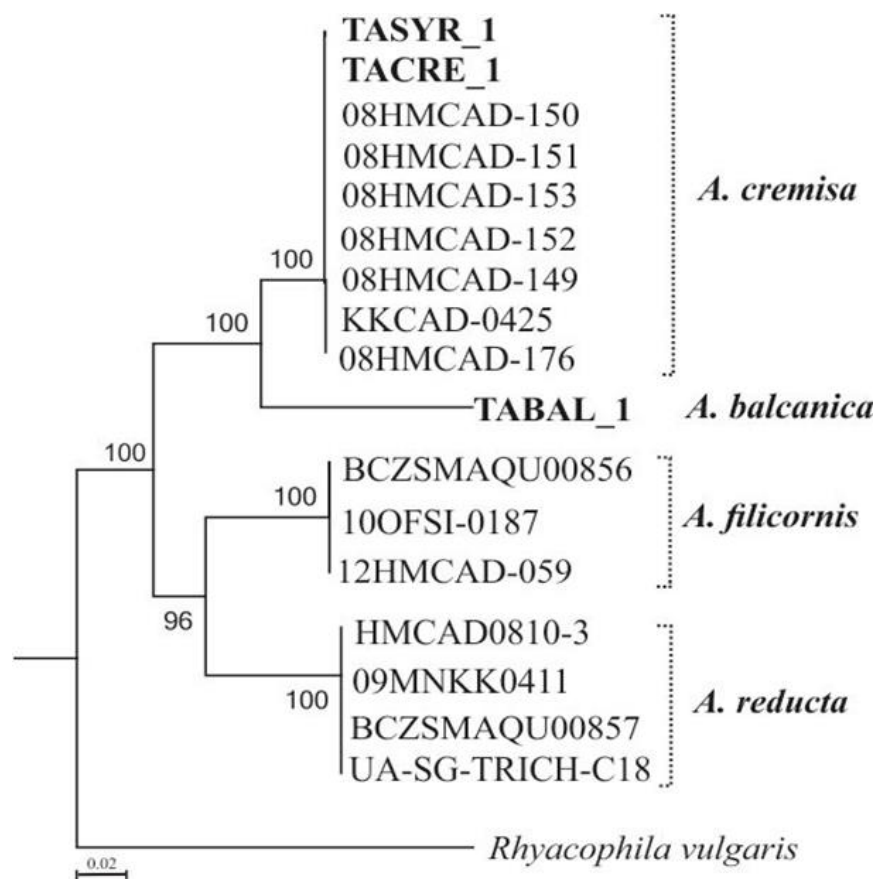 TASYR_1
TACRE_1
08HMCAD-150
08HMCAD-151
08HMCAD-153
A. cremisa
08HMCAD-152
100
08HMCAD-149
KKCAD-0425
100
08HMCAD-176
TABAL_1
A. balcanica
100
BCZSMAQU00856
100
10OFSI-0187
A. filicornis
12HMCAD-059
96
HMCAD0810-3
09MNKK0411
100
A. reducta
BCZSMAQU00857
UA-SG-TRICH-C18
Rhyacophila vulgaris
0.02